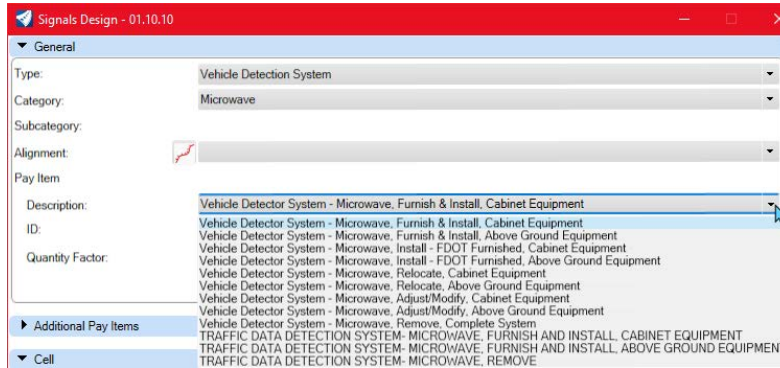 Signals Design - 01.10.10
General
Type: Vehicle Detection System
Category: Microwave
Subcategory:
Alignment:
Pay Item
Description: Vehicle Detector System - Microwave, Furnish & Install, Cabinet Equipment
Vehicle Detector System - Microwave, Furnish & Install, Cabinet Equipment
ID: Vehicle Detector System - Microwave, Furnish & Install, Above Ground Equipment
Vehicle Detector System - Microwave, Install - FDOT Furnished, Cabinet Equipment
Quantity Factor: Vehicle Detector System - Microwave, Install - FDOT Furnished, Above Ground Equipment
Vehicle Detector System - Microwave, Relocate, Cabinet Equipment
Vehicle Detector System - Microwave, Relocate, Above Ground Equipment
Vehicle Detector System - Microwave, Adjust/Modify, Cabinet Equipment
Vehicle Detector System - Microwave, Adjust/Modify, Above Ground Equipment
Additional Pay Items Vehicle Detector System - Microwave, Remove, Complete System
TRAFFIC DATA DETECTION SYSTEM- MICROWAVE, FURNISH AND INSTALL, CABINET EQUIPMENT
TRAFFIC DATA DETECTION SYSTEM- MICROWAVE, FURNISH AND INSTALL, ABOVE GROUND EQUIPMEN
Cell TRAFFIC DATA DETECTION SYSTEM- MICROWAVE, REMOVE